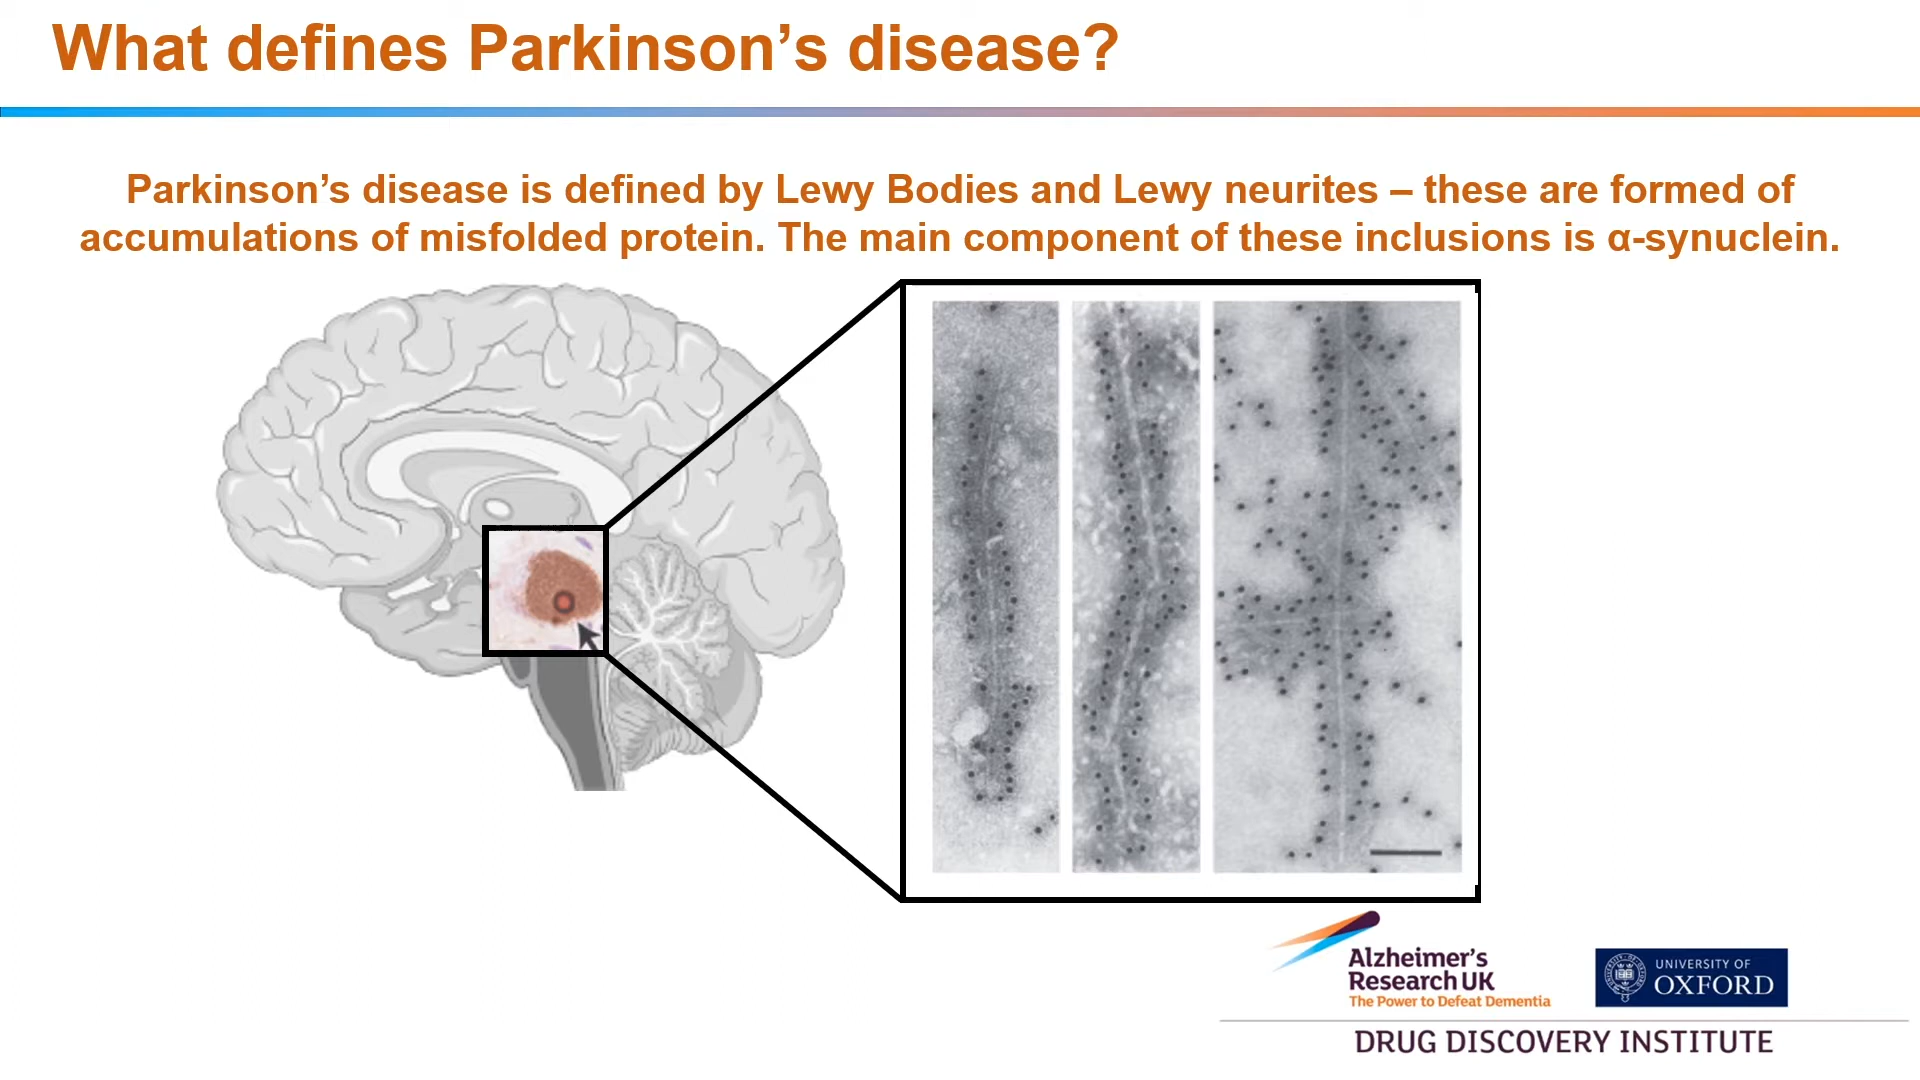 What defines Parkinson’s disease?
Parkinson’s disease is defined by Lewy Bodies and Lewy neurites – these are formed of
accumulations of misfolded protein. The main component of these inclusions is α-synuclein.
Alzheimer’s
Research UK
The Power to Defeat Dementia
UNIVERSITY OF
OXFORD
DRUG DISCOVERY INSTITUTE